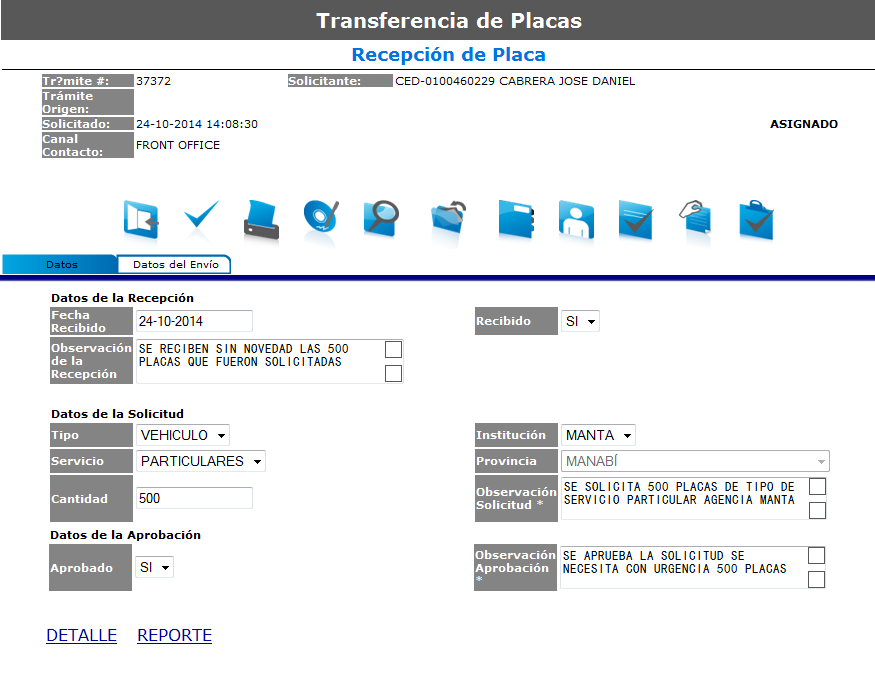 Transferencia de Placas
Recepción de Placa
Tr?mite #: 37372 Solicitante: CED-0100460229 CABRERA JOSE DANIEL
Trámite
Origen:
Solicitado: 24-10-2014 14:08:30 ASIGNADO
Canal
Contacto: FRONT OFFICE
Datos Datos del Envío
Datos de la Recepción
Fecha
Recibido 24-10-2014 Recibido SI
Observación
de la
Recepción
SE RECIBEN SIN NOVEDAD LAS 500
PLACAS QUE FUERON SOLICITADAS
Datos de la Solicitud
Tipo VEHICULO Institución MANTA
Servicio PARTICULARES Provincia MANABÍ
Cantidad 500
Observación
Solicitud *
SE SOLICITA 500 PLACAS DE TIPO DE
SERVICIO PARTICULAR AGENCIA MANTA
Datos de la Aprobación
Aprobado SI
Observación
Aprobación
*
SE APRUEBA LA SOLICITUD SE
NECESITA CON URGENCIA 500 PLACAS
DETALLE REPORTE